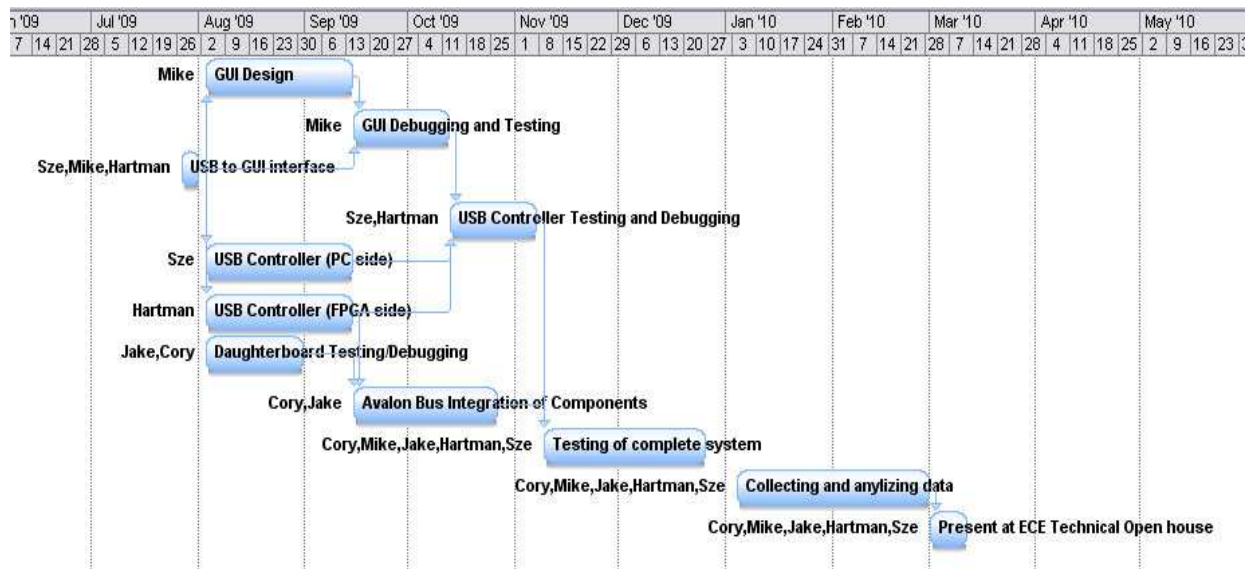 '09 Jul '09 Aug '09 Sep '09 Oct '09 Nov '09 Dec '09 Jan '10 Feb '10 Mar '10 Apr '10 May '10
7 14 21 28 5 12 19 26 2 9 16 23 30 6 13 20 27 4 11 18 25 1 8 15 22 29 6 13 20 27 3 10 17 24 31 7 14 21 28 7 14 21 28 4 11 18 25 2 9 16 23
Mike GUI Design
Mike GUI Debugging and Testing
Sze,Mike,Hartman USB to GUI interface
Sze,Hartman USB Controller Testing and Debugging
Sze USB Controller (PC side)
Hartman USB Controller (FPGA side)
Jake,Cory Daughterboard Testing/Debugging
Cory,Jake Avalon Bus Integration of Components
Cory,Mike,Jake,Hartman,Sze Testing of complete system
Cory,Mike,Jake,Hartman,Sze Collecting and anylizing data
Cory,Mike,Jake,Hartman,Sze Present at ECE Technical Open house